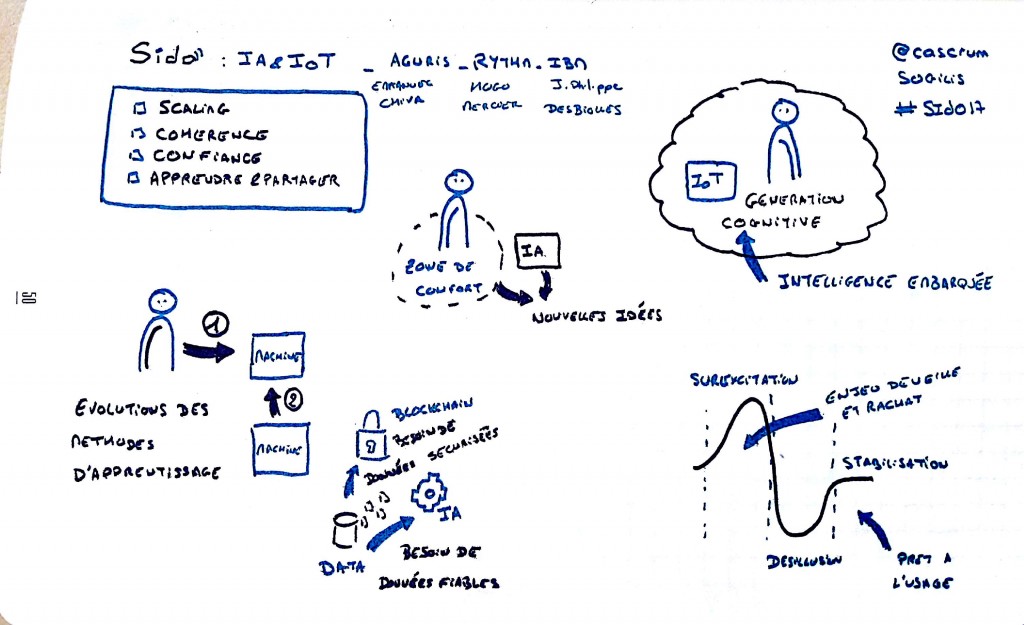 Sido : IA & IoT _ AGURIS _ RYTHM _ IBM
EMMANUEL CHIVA
HUGO MERCIER
J. Philippe DESBIOLLES
@cascrum
SOGILIS
# SIDO17
SCALING
COHERENCE
CONFIANCE
APPRENDRE & PARTAGER
IoT
GENERATION
COGNITIVE
INTELLIGENCE EMBARQUÉE
ZONE DE
CONFORT
IA
NOUVELLES IDÉES
1
MACHINE
2
MACHINE
EVOLUTIONS DES
METHODES
D'APPRENTISSAGE
BLOCKCHAIN
BESOIN DE
DONNÉES SECURISÉES
IA
DATA
BESOIN DE
DONNÉES FIABLES
SUREXCITATION
ENJEU DE VEILLE
ET RACHAT
STABILISATION
DESILLUSION
PRET A
L'USAGE